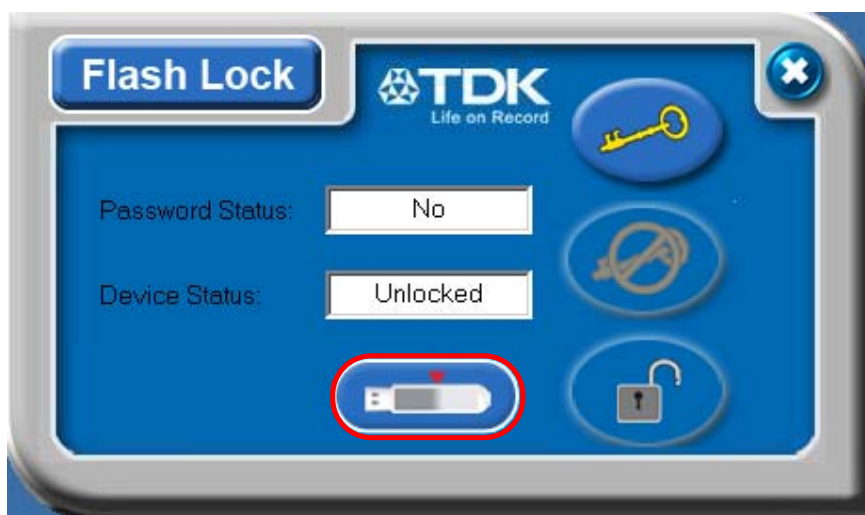 Flash Lock
TDK
Life on Record
Password Status:
No
Device Status:
Unlocked